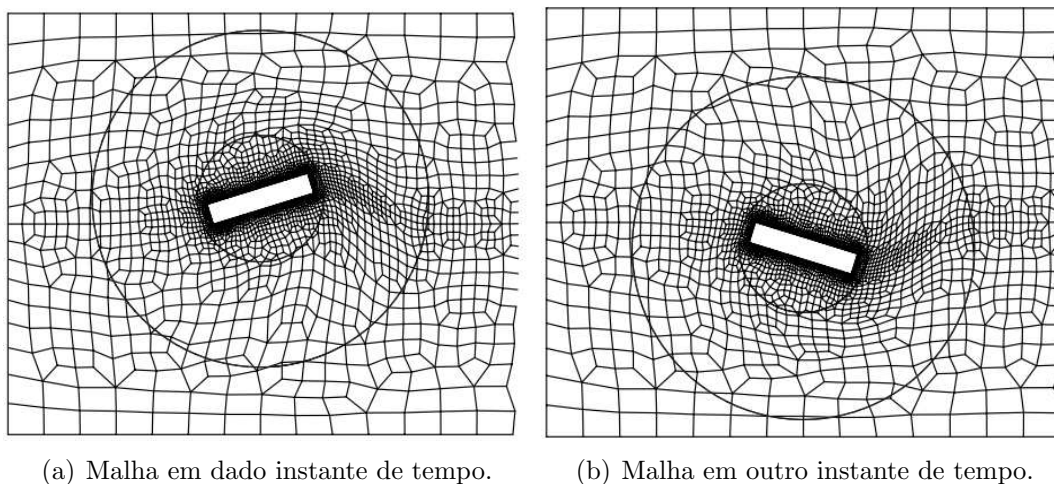 (a) Malha em dado instante de tempo.
(b) Malha em outro instante de tempo.